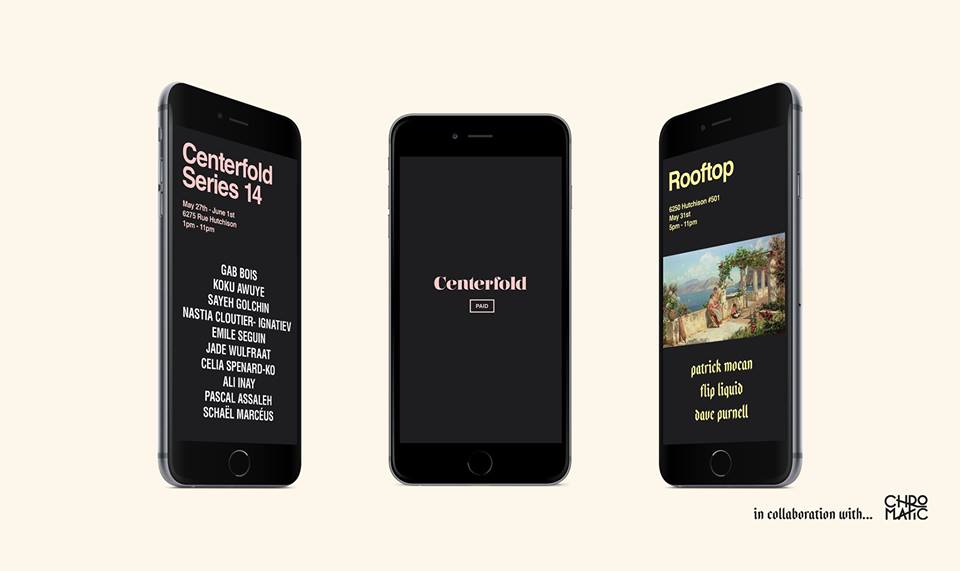 Centerfold
Series 14
May 27th - June 1st
6275 Rue Hutchison
1pm - 11pm
GAB BOIS
KOKU AWUYE
SAYEH GOLCHIN
NASTIA CLOUTIER- IGNATIEV
EMILE SEGUIN
JADE WULFRAAT
CELIA SPENARD-KO
ALI INAY
PASCAL ASSALEH
SCHAËL MARCÉUS
Centerfold
PAID
Rooftop
6250 Hutchison #501
May 31st
5pm - 11pm
patrick mocan
flip liquid
dave purnell
in collaboration with...
CHRO
MATIC